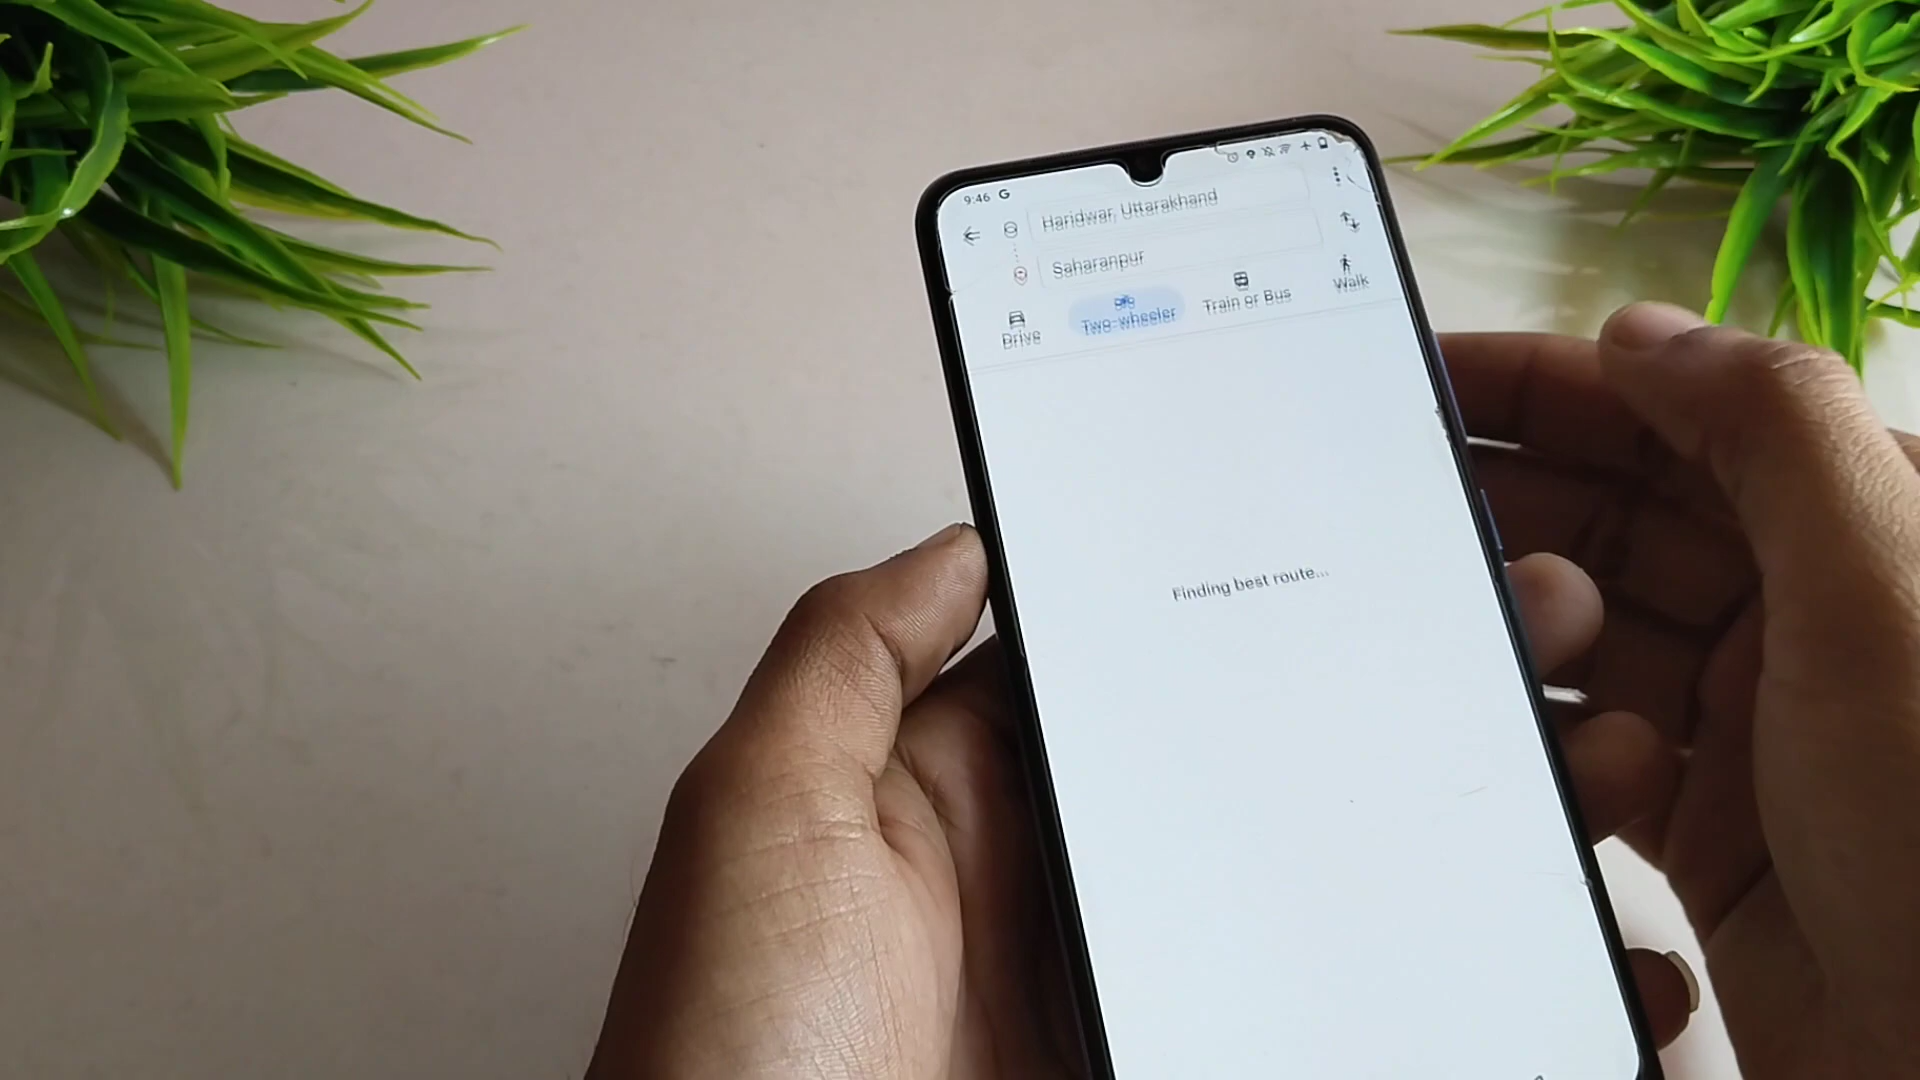 9:46 G
Haridwar, Uttarakhand
Saharanpur
Drive
Two-wheeler
Train or Bus
Walk
Finding best route...